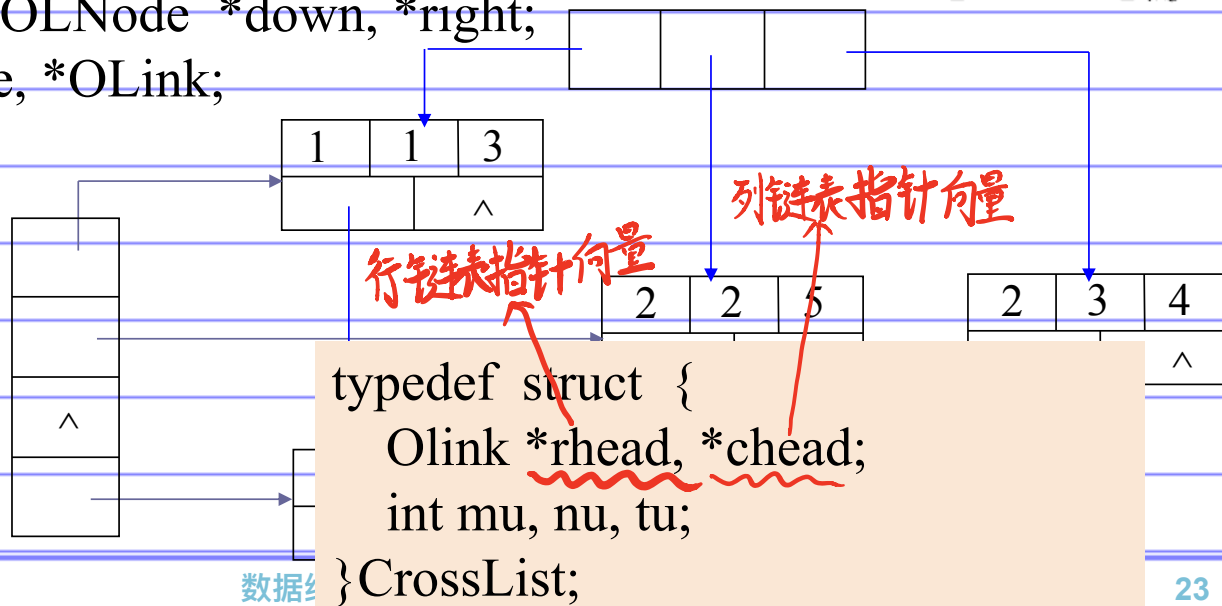 OLNode *down, *right;
e, *OLink;
1 1 3
^
列链表指针向量
行链表指针向量
2 2 5
2 3 4
^
^
typedef struct {
Olink *rhead, *chead;
int mu, nu, tu;
}CrossList;
数据
23